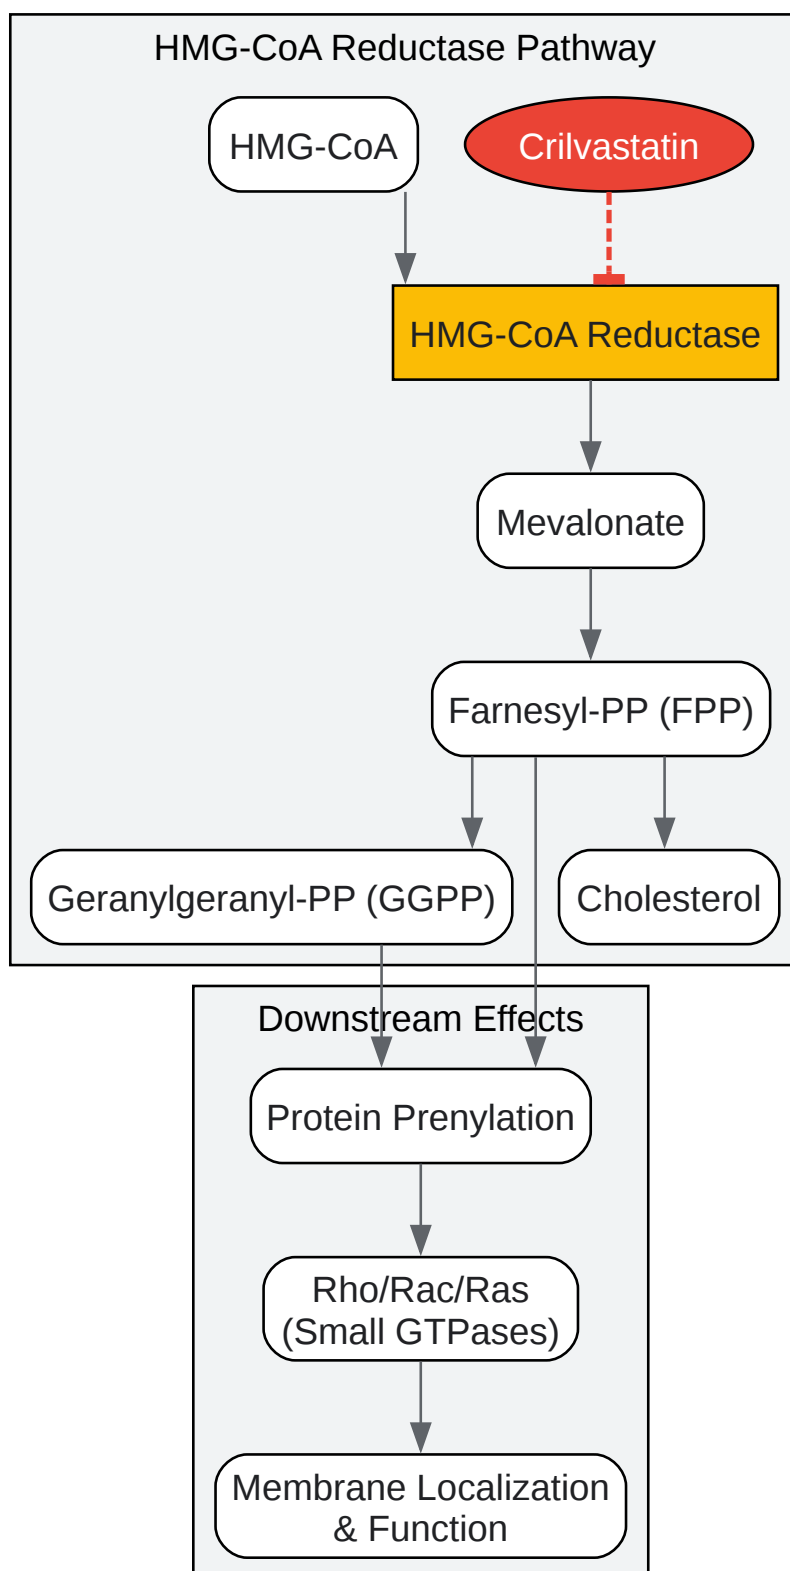 HMG-CoA Reductase Pathway
HMG-CoA
Crilvastatin
HMG-CoA Reductase
Mevalonate
Farnesyl-PP (FPP)
Geranylgeranyl-PP (GGPP)
Cholesterol
Downstream Effects
Protein Prenylation
Rho/Rac/Ras
(Small GTPases)
Membrane Localization
& Function